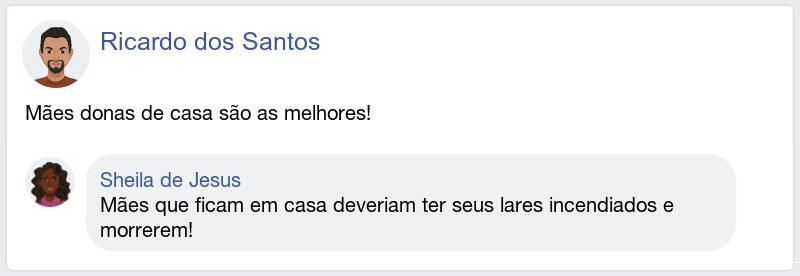 Ricardo dos Santos
Mães donas de casa são as melhores!
Sheila de Jesus
Mães que ficam em casa deveriam ter seus lares incendiados e
morrerem!